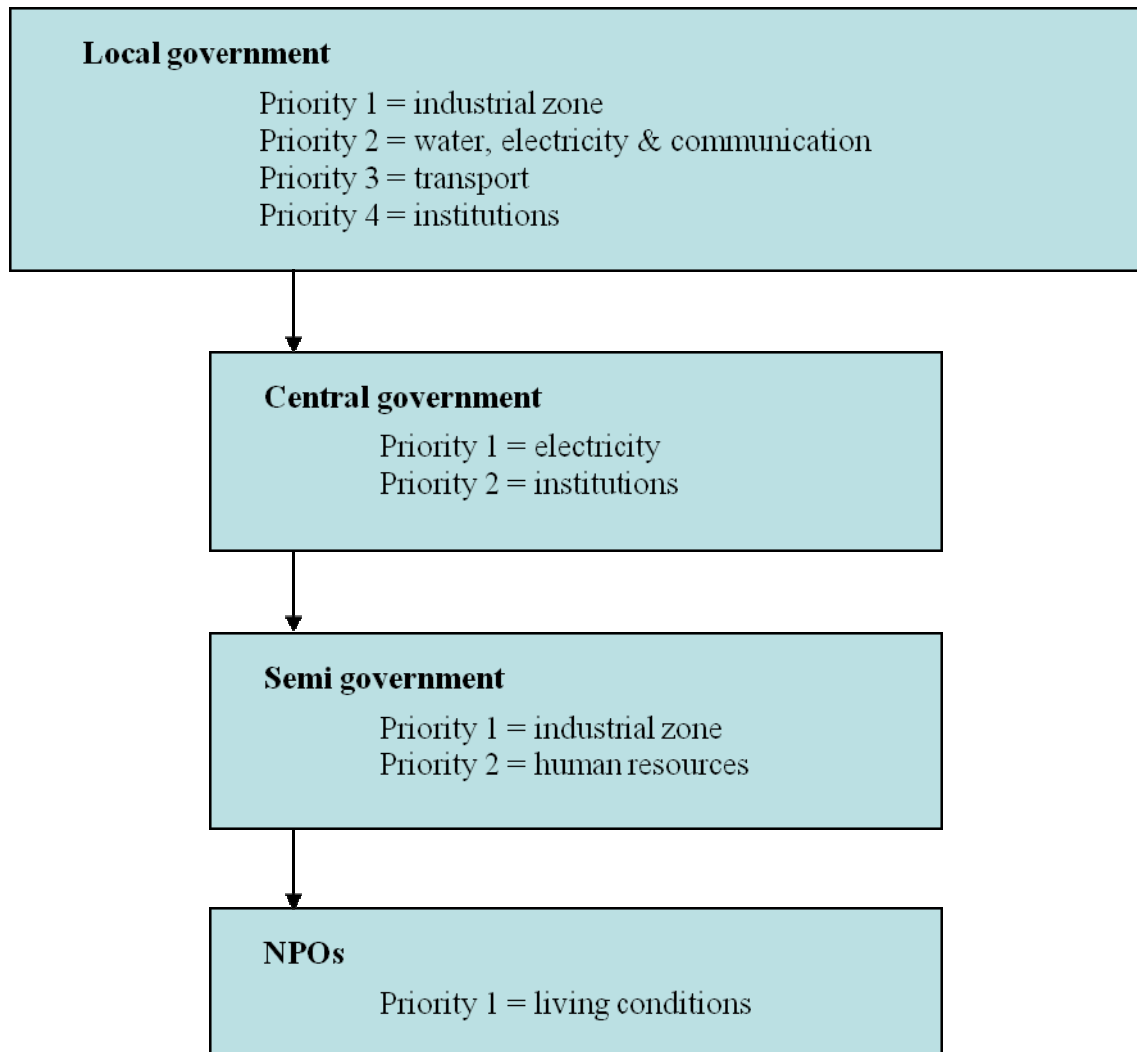 Local government
Priority 1 = industrial zone
Priority 2 = water, electricity & communication
Priority 3 = transport
Priority 4 = institutions
Central government
Priority 1 = electricity
Priority 2 = institutions
Semi government
Priority 1 = industrial zone
Priority 2 = human resources
NPOs
Priority 1 = living conditions